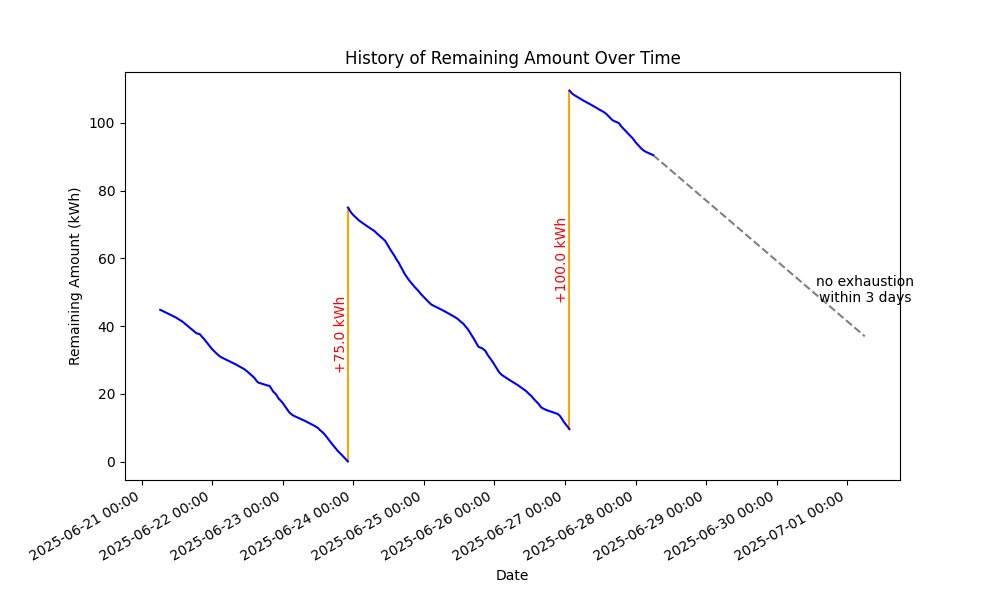 History of Remaining Amount Over Time
Remaining Amount (kWh)
100
80
60
40
20
0
+75.0 kWh
+100.0 kWh
no exhaustion
within 3 days
2025-06-21 00:00
2025-06-22 00:00
2025-06-23 00:00
2025-06-24 00:00
2025-06-25 00:00
2025-06-26 00:00
2025-06-27 00:00
2025-06-28 00:00
2025-06-29 00:00
2025-06-30 00:00
2025-07-01 00:00
Date